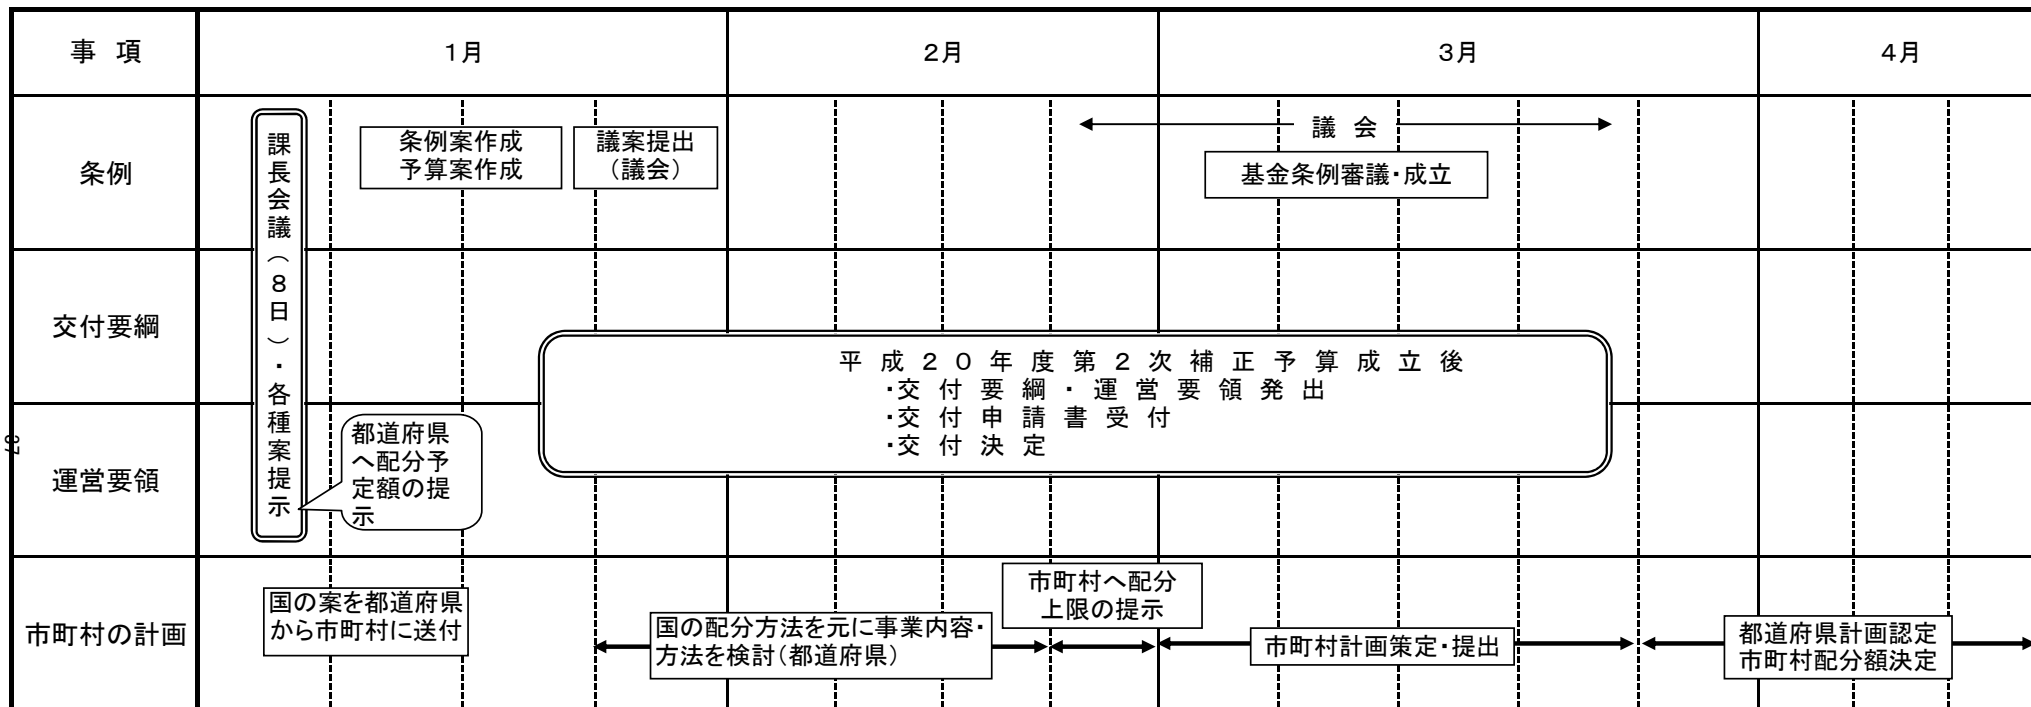 事 項
1月
2月
3月
4月
条例
課長会議（８日）・各種案提示
条例案作成
予算案作成
議案提出
（議会）
議 会
基金条例審議・成立
交付要綱
平成２０年度第２次補正予算成立後
・交付要綱・運営要領発出
・交付申請書受付
・交付決定
運営要領
都道府県
へ配分予
定額の提
示
37
市町村の計画
国の案を都道府県
から市町村に送付
国の配分方法を元に事業内容・
方法を検討（都道府県）
市町村へ配分
上限の提示
市町村計画策定・提出
都道府県計画認定
市町村配分額決定